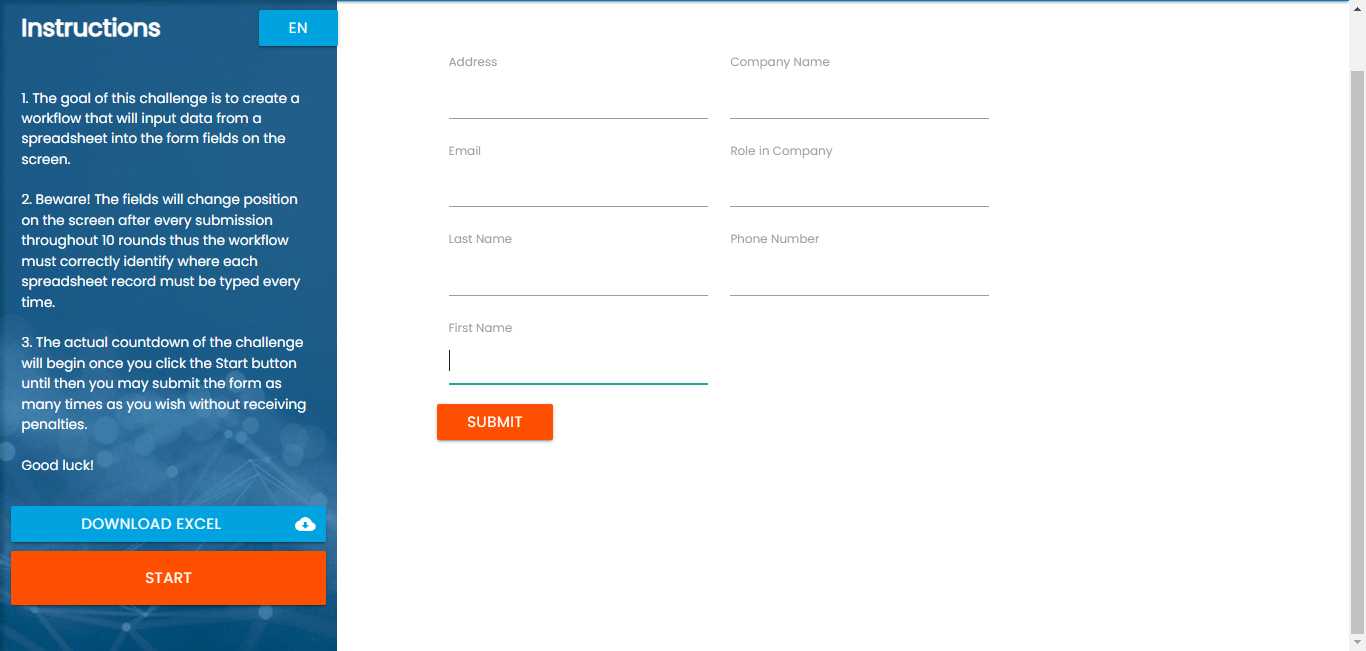 Instructions
EN
1. The goal of this challenge is to create a
workflow that will input data from a
spreadsheet into the form fields on the
screen.
2. Beware! The fields will change position
on the screen after every submission
throughout 10 rounds thus the workflow
must correctly identify where each
spreadsheet record must be typed every
time.
3. The actual countdown of the challenge
will begin once you click the Start button
until then you may submit the form as
many times as you wish without receiving
penalties.
Good luck!
DOWNLOAD EXCEL
START
Address
Company Name
Email
Role in Company
Last Name
Phone Number
First Name
SUBMIT